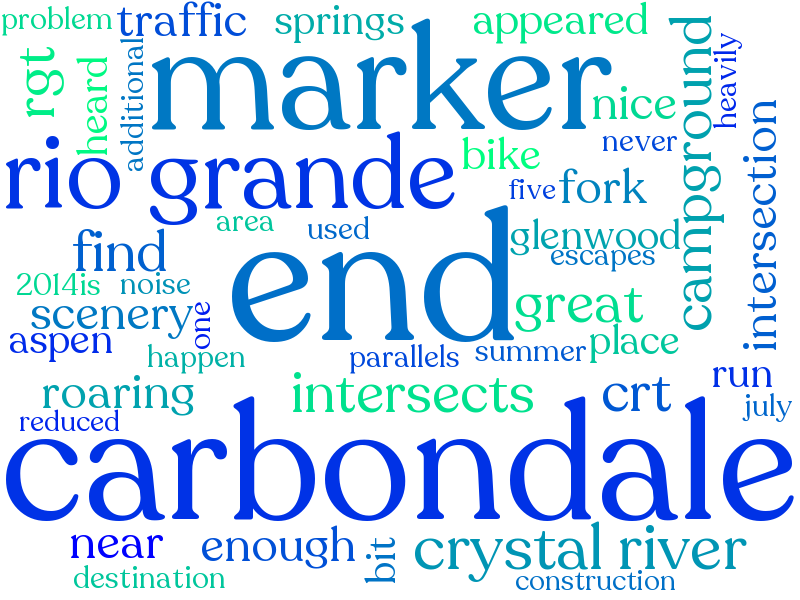 problem
traffic
springs
appeared
marker
rgt
heard
additional
nice
campground
heavily
never
rio grande
bike
five
fork
intersection
area
used
glenwood
escapes
find
end
2014is
noise
great
scenery
one
aspen
happen
parallels
summer
place
roaring
intersects
crt
run
july
reduced
carbondale
near
enough
bit
crystal river
destination
construction